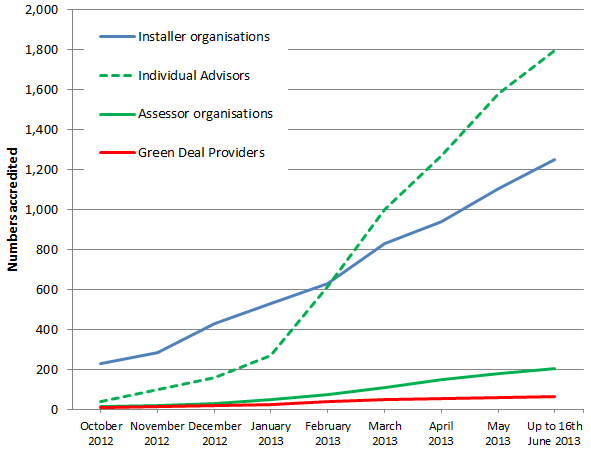 2,000
1,800
1,600
1,400
1,200
1,000
800
600
400
200
0
Numbers accredited
Installer organisations
Individual Advisors
Assessor organisations
Green Deal Providers
October
2012
November
2012
December
2012
January
2013
February
2013
March
2013
April
2013
May
2013
Up to 16th
June 2013